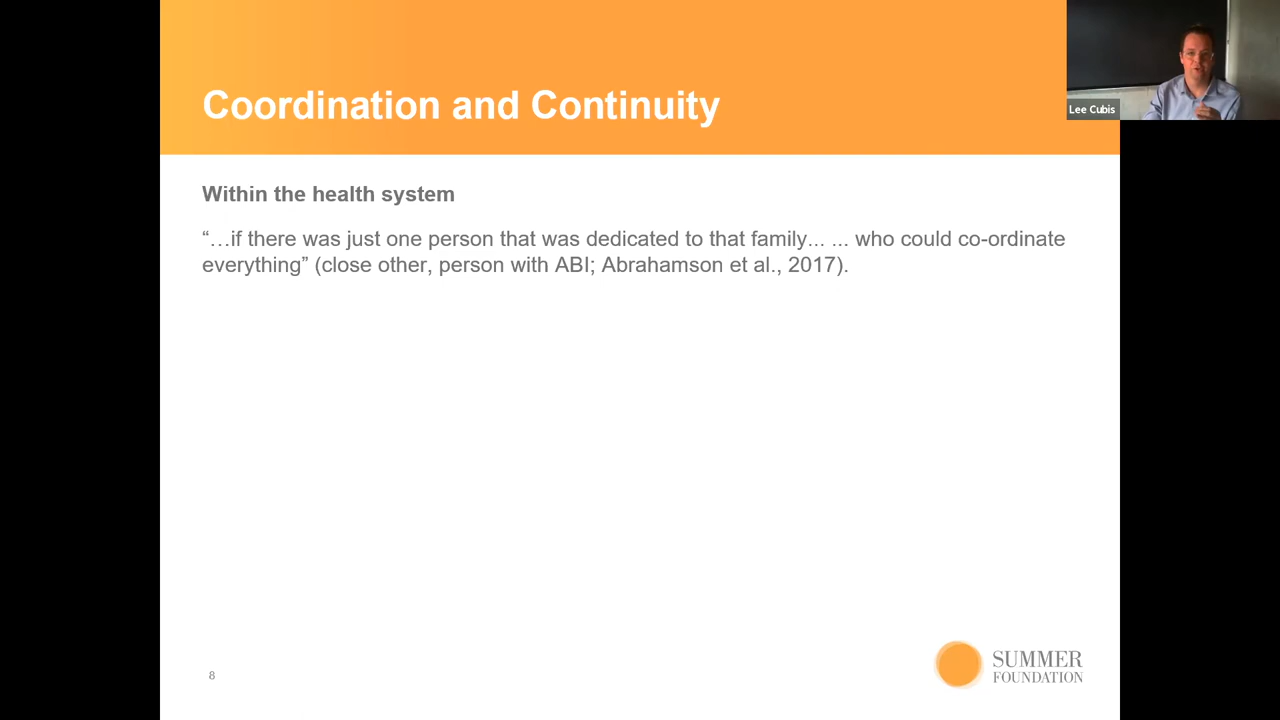 Coordination and Continuity
Lee Cubis
Within the health system
“…if there was just one person that was dedicated to that family... ... who could co-ordinate
everything” (close other, person with ABI; Abrahamson et al., 2017).
8
SUMMER
FOUNDATION